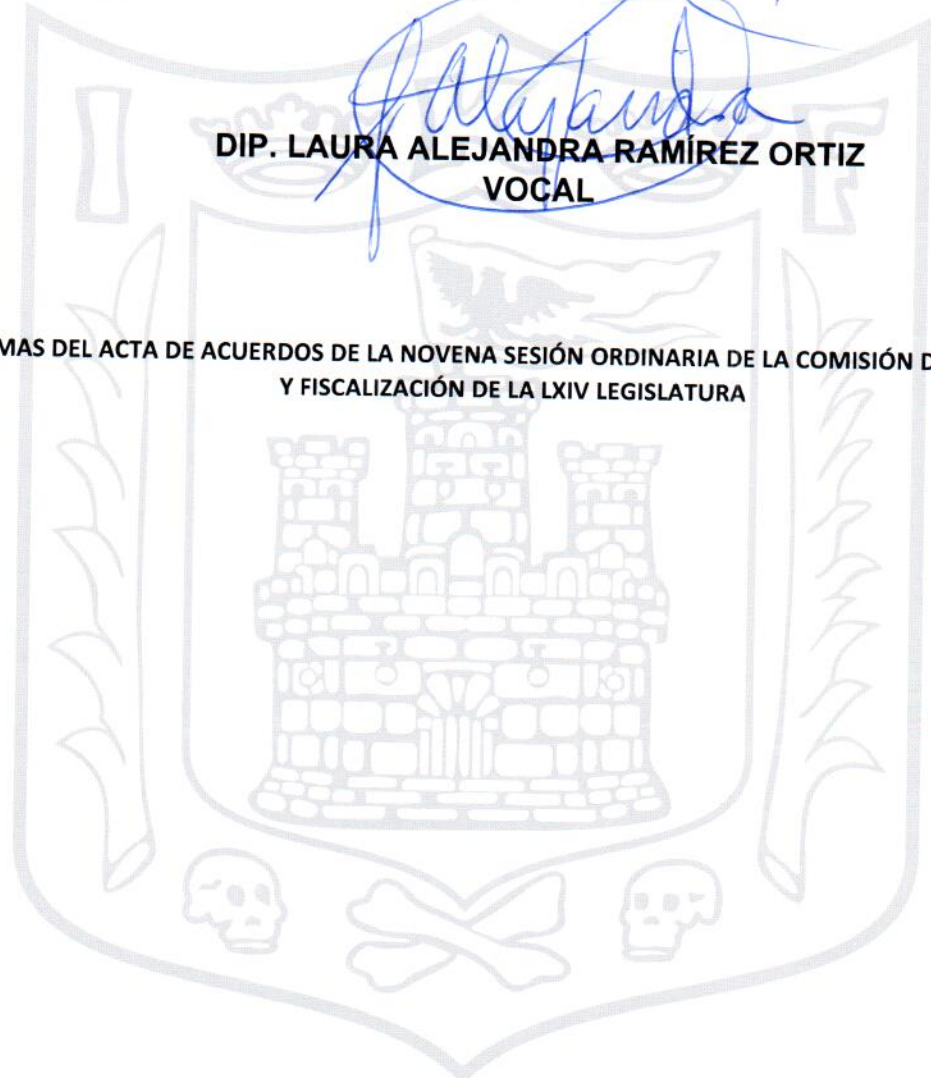 I F
Alejandra
DIP. LAURA ALEJANDRA RAMÍREZ ORTIZ
VOCAL
MAS DEL ACTA DE ACUERDOS DE LA NOVENA SESIÓN ORDINARIA DE LA COMISIÓN D
Y FISCALIZACIÓN DE LA LXIV LEGISLATURA